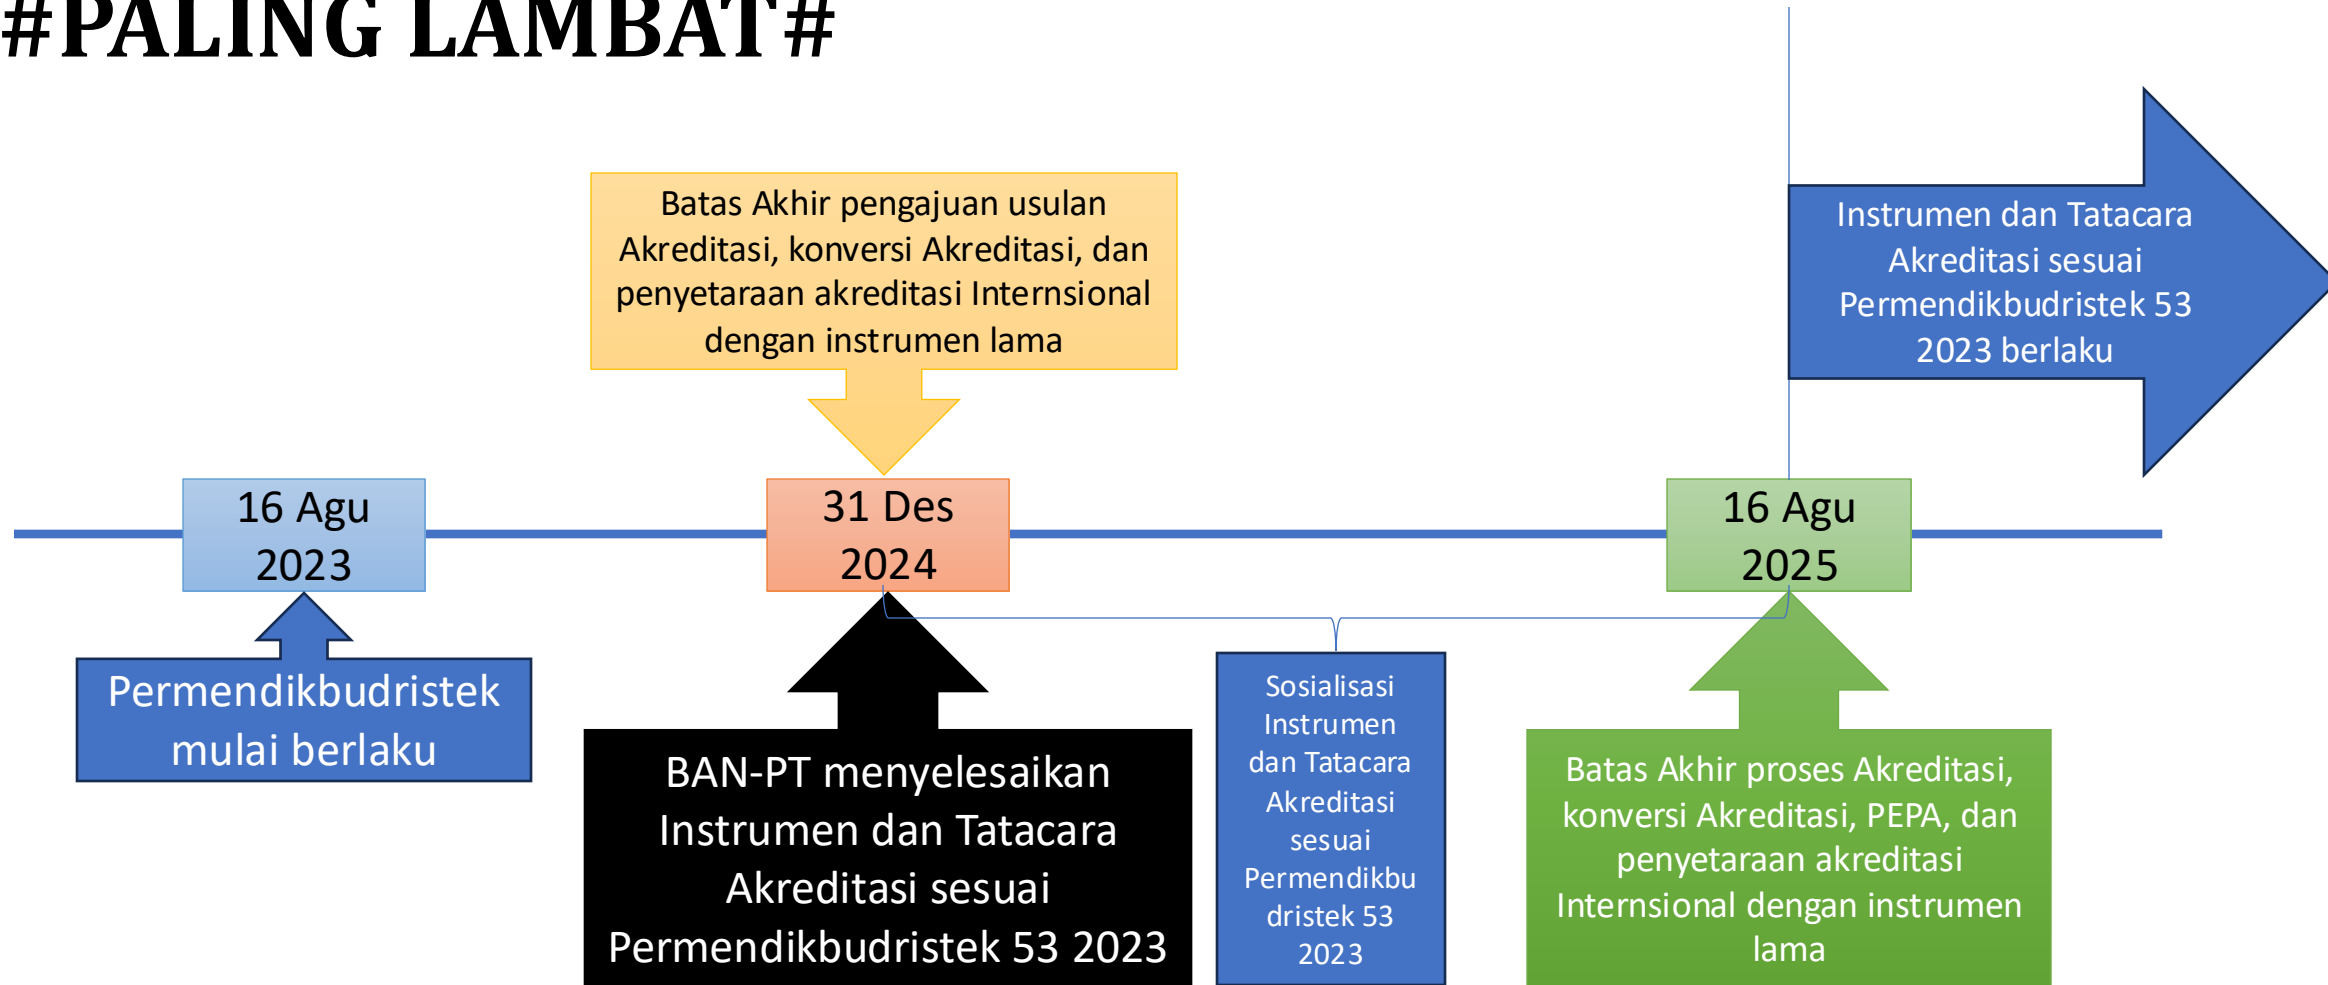 #PALING LAMBAT#
Batas Akhir pengajuan usulan
Akreditasi, konversi Akreditasi, dan
penyetaraan akreditasi Internsional
dengan instrumen lama
Instrumen dan Tatacara
Akreditasi sesuai
Permendikbudristek 53
2023 berlaku
16 Agu
2023
31 Des
2024
16 Agu
2025
Permendikbudristek
mulai berlaku
BAN-PT menyelesaikan
Instrumen dan Tatacara
Akreditasi sesuai
Permendikbudristek 53 2023
Sosialisasi
Instrumen
dan Tatacara
Akreditasi
sesuai
Permendikbu
dristek 53
2023
Batas Akhir proses Akreditasi,
konversi Akreditasi, PEPA, dan
penyetaraan akreditasi
Internsional dengan instrumen
lama